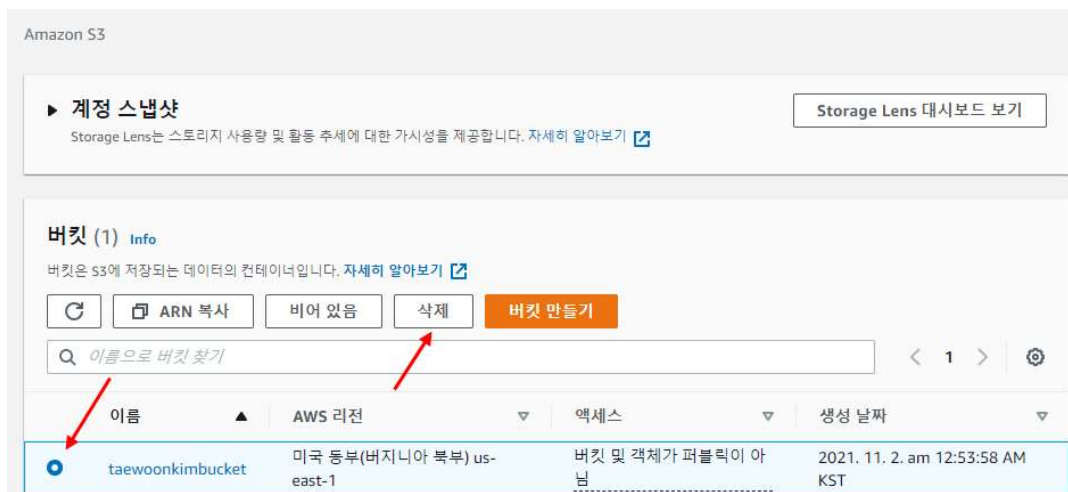 Amazon S3
▶ 계정 스냅샷
Storage Lens 대시보드 보기
Storage Lens는 스토리지 사용량 및 활동 추세에 대한 가시성을 제공합니다. 자세히 알아보기
버킷 (1) Info
버킷은 S3에 저장되는 데이터의 컨테이너입니다. 자세히 알아보기
ARN 복사 비어 있음 삭제 버킷 만들기
이름으로 버킷 찾기 < 1 >
이름 ▲ AWS 리전 ▽ 액세스 ▽ 생성 날짜 ▽
taewoonkimbucket
미국 동부(버지니아 북부) us-
east-1
버킷 및 객체가 퍼블릭이 아
님
2021. 11. 2. am 12:53:58 AM
KST